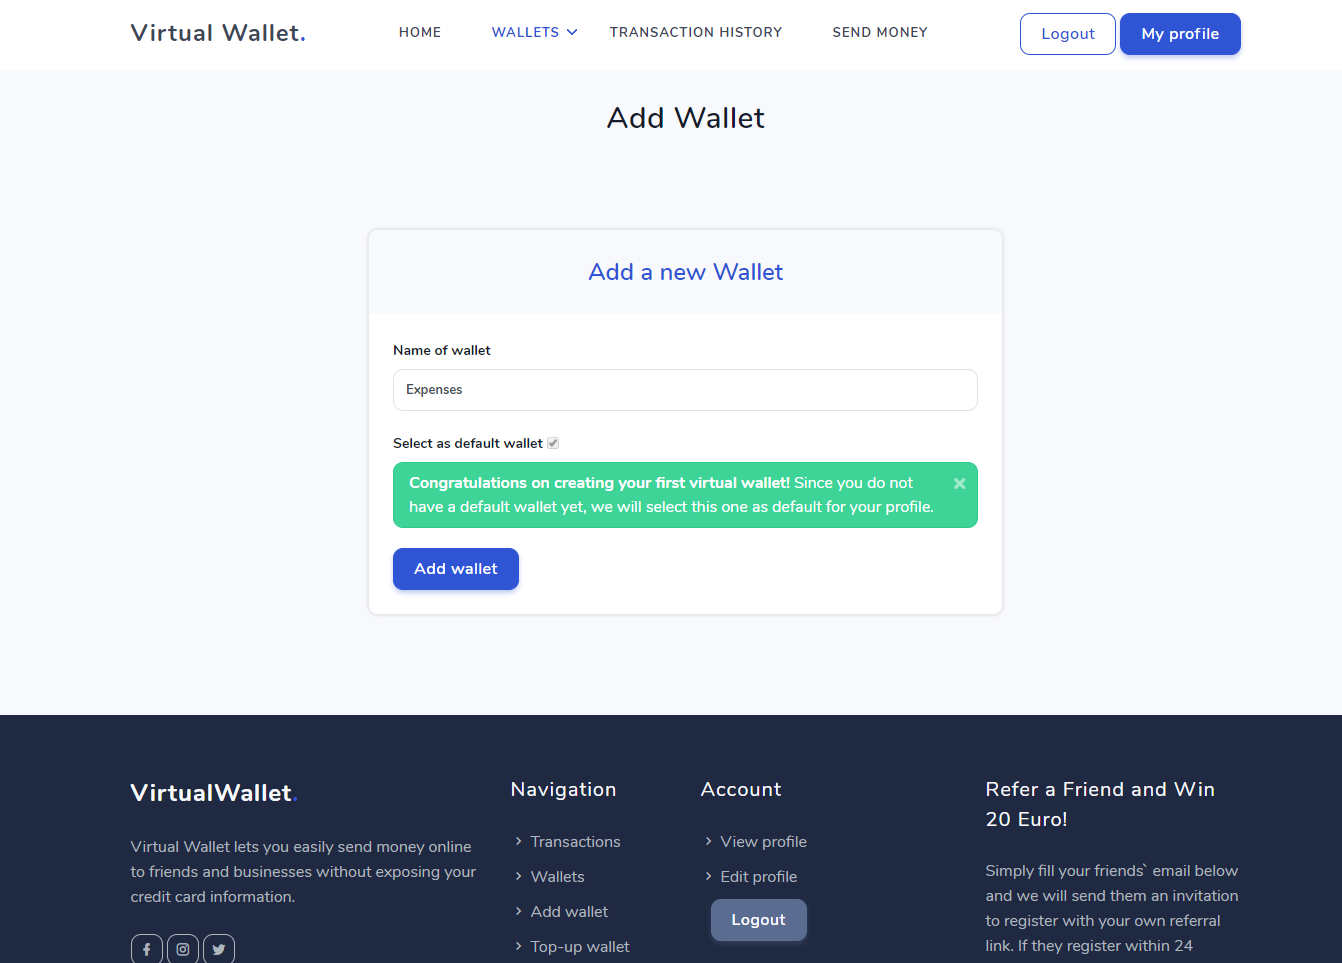 Virtual Wallet.
HOME
WALLETS
TRANSACTION HISTORY
SEND MONEY
Logout
My profile
Add Wallet
Add a new Wallet
Name of wallet
Expenses
Select as default wallet
Congratulations on creating your first virtual wallet! Since you do not
have a default wallet yet, we will select this one as default for your profile.
Add wallet
VirtualWallet.
Virtual Wallet lets you easily send money online
to friends and businesses without exposing your
credit card information.
Navigation
Transactions
Wallets
Add wallet
Top-up wallet
Account
View profile
Edit profile
Logout
Refer a Friend and Win
20 Euro!
Simply fill your friends` email below
and we will send them an invitation
to register with your own referral
link. If they register within 24